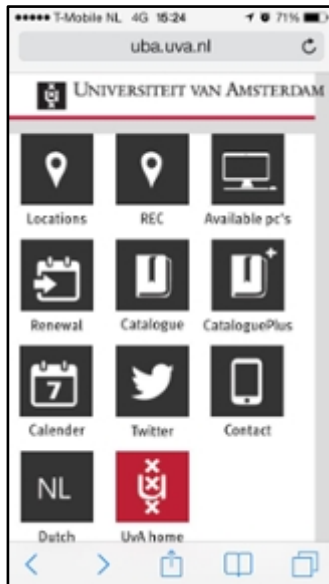 T-Mobile NL 4G 15:24 71%
uba.uva.nl
UNIVERSITEIT VAN AMSTERDAM
Locations REC Available pc's
Renewal Catalogue CataloguePlus
7
Calender Twitter Contact
NL
Dutch UvA home